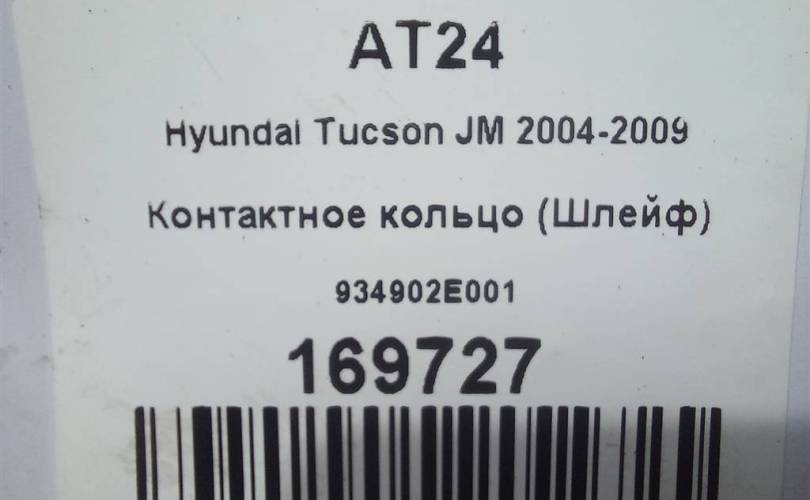 AT24
Hyundai Tucson JM 2004-2009
Контактное кольцо (Шлейф)
934902E001
169727